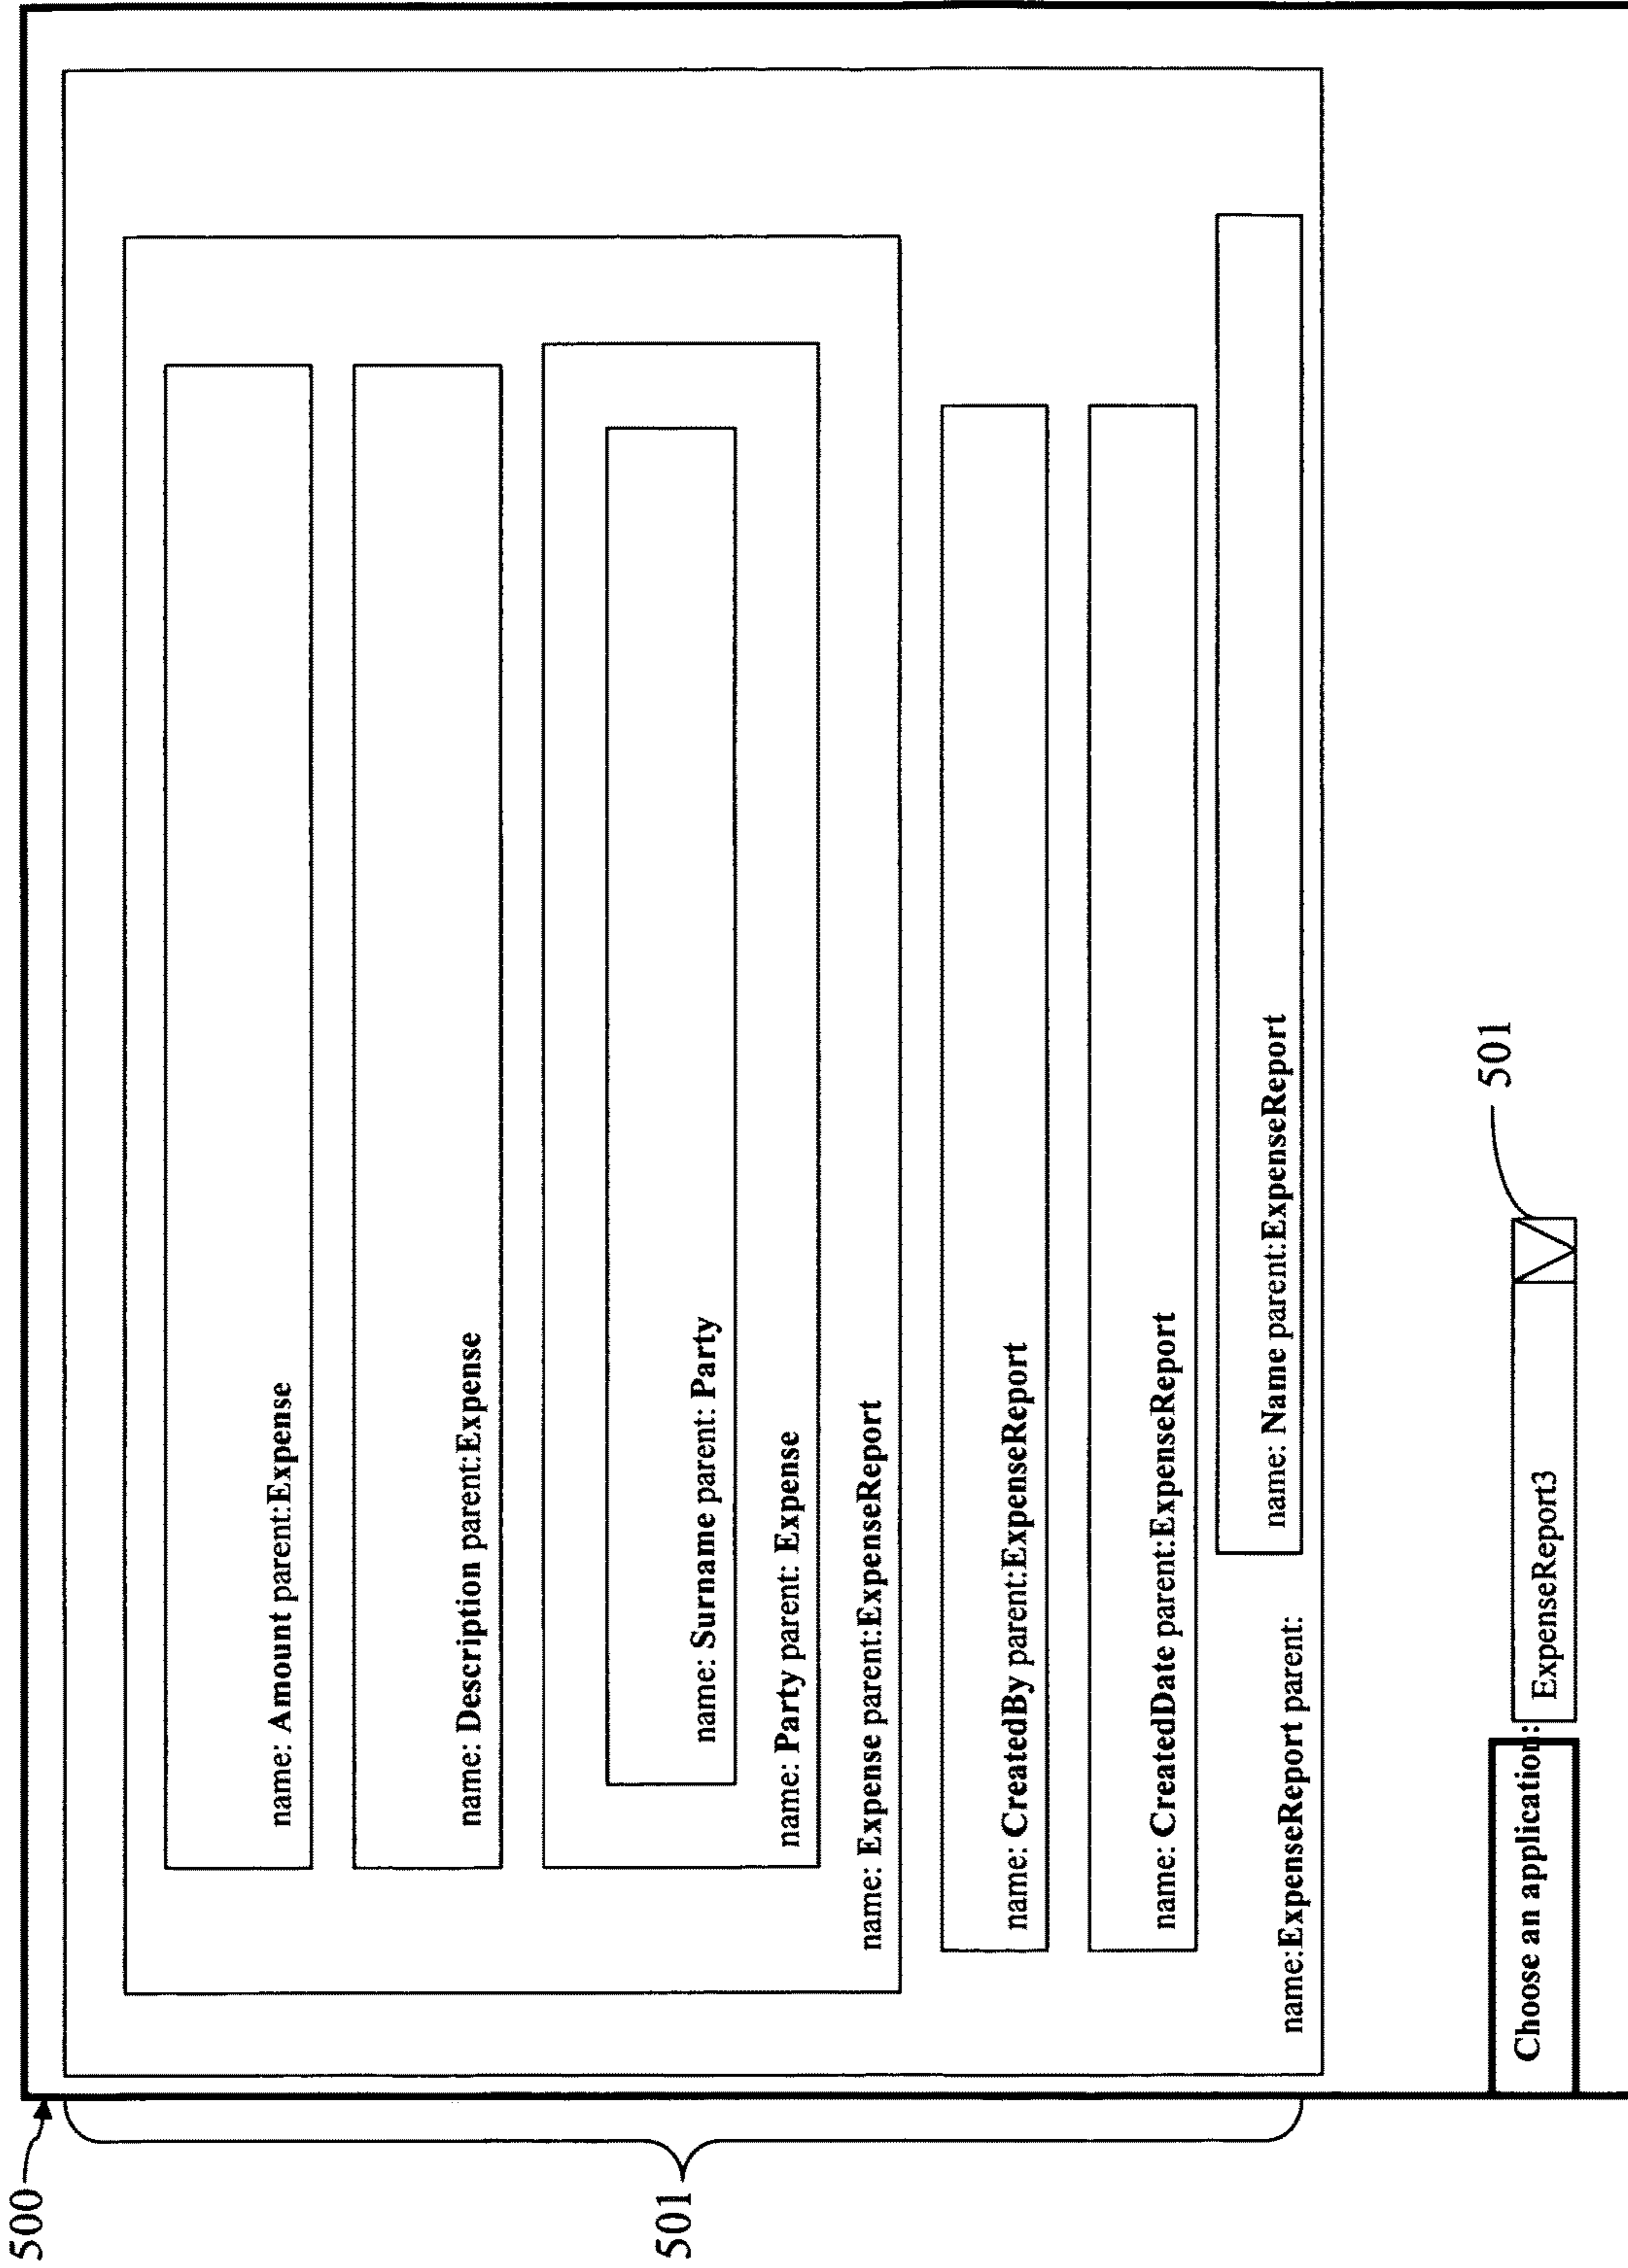 500
name: Amount parent:Expense
name: Description parent:Expense
501
name: Surname parent: Party
name: Party parent: Expense
name: Expense parent:ExpenseReport
name: CreatedBy parent:ExpenseReport
name: CreatedDate parent:ExpenseReport
name:ExpenseReport parent:
name: Name parent:ExpenseReport
501
Choose an application:
ExpenseReport3